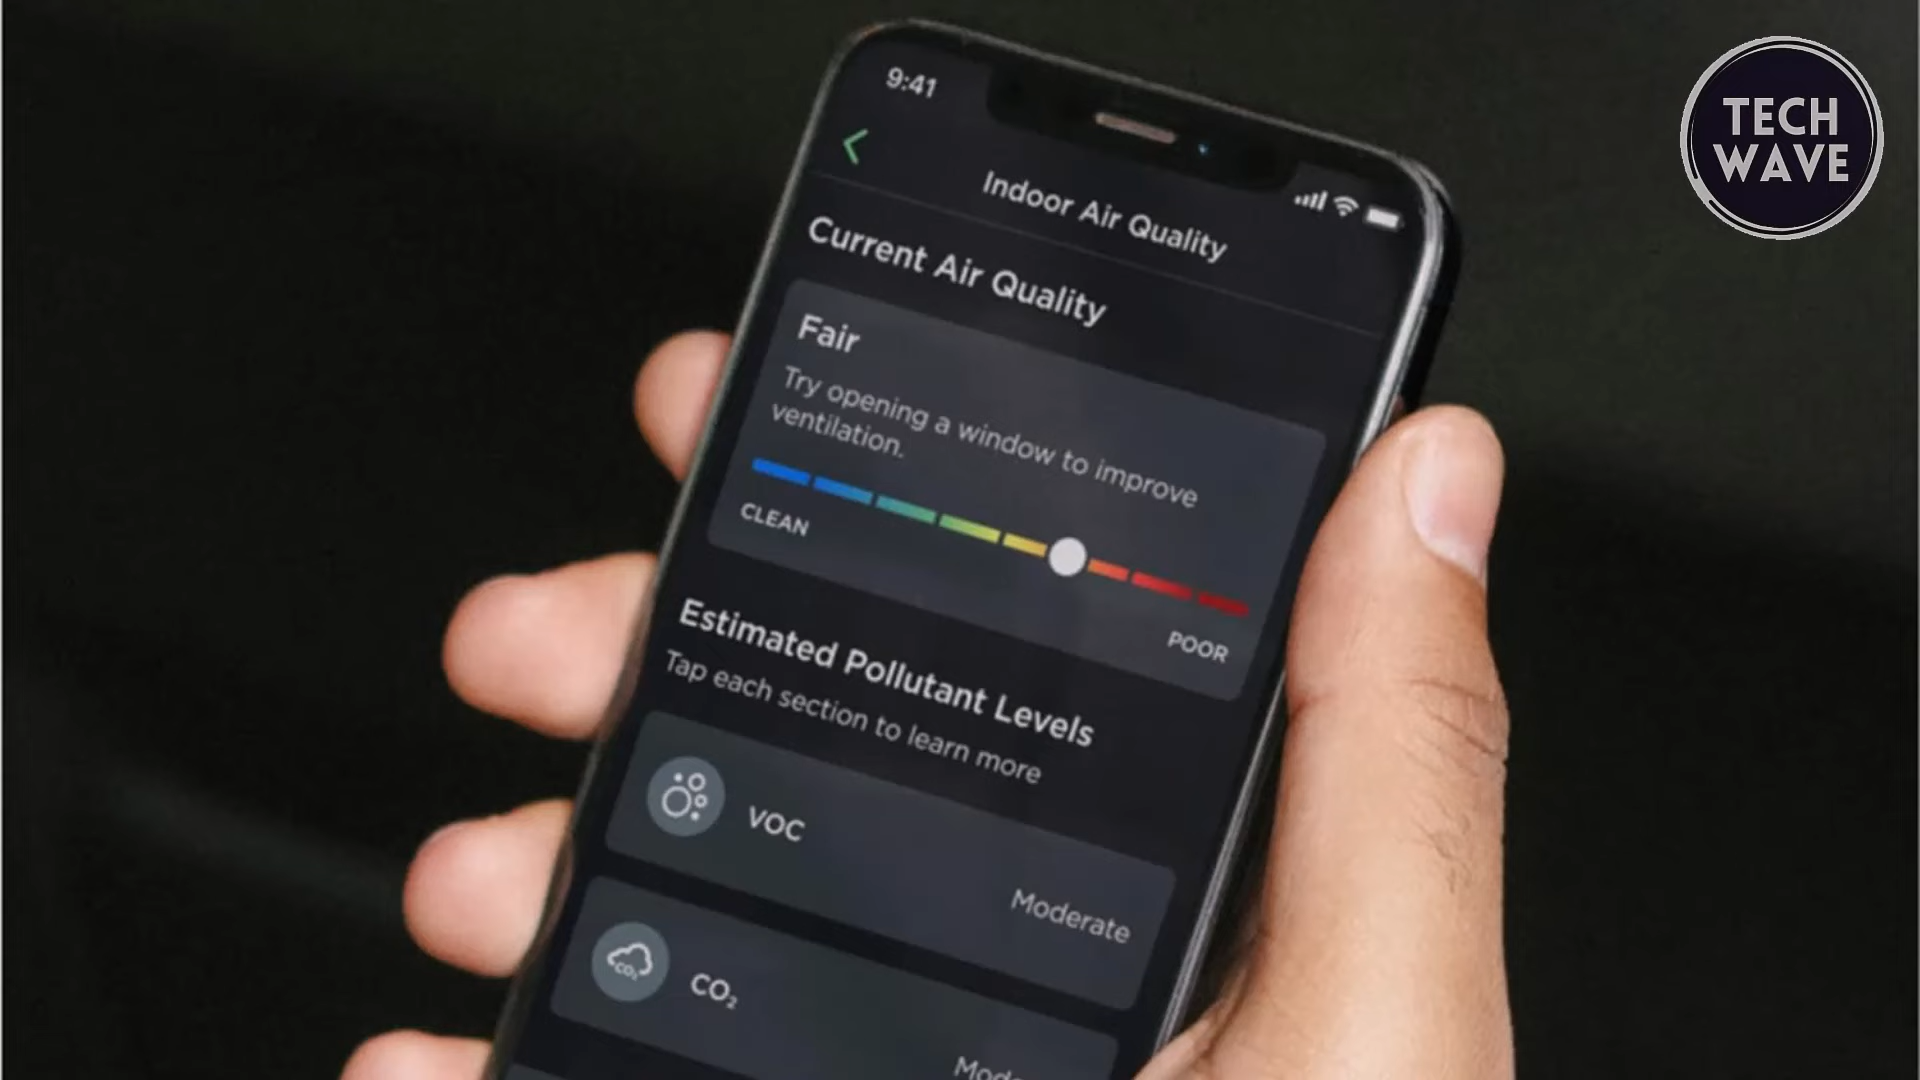 TECH
WAVE
9:41
Indoor Air Quality
Current Air Quality
Fair
Try opening a window to improve
ventilation.
CLEAN
POOR
Estimated Pollutant Levels
Tap each section to learn more
VOC
Moderate
CO₂
CO₂